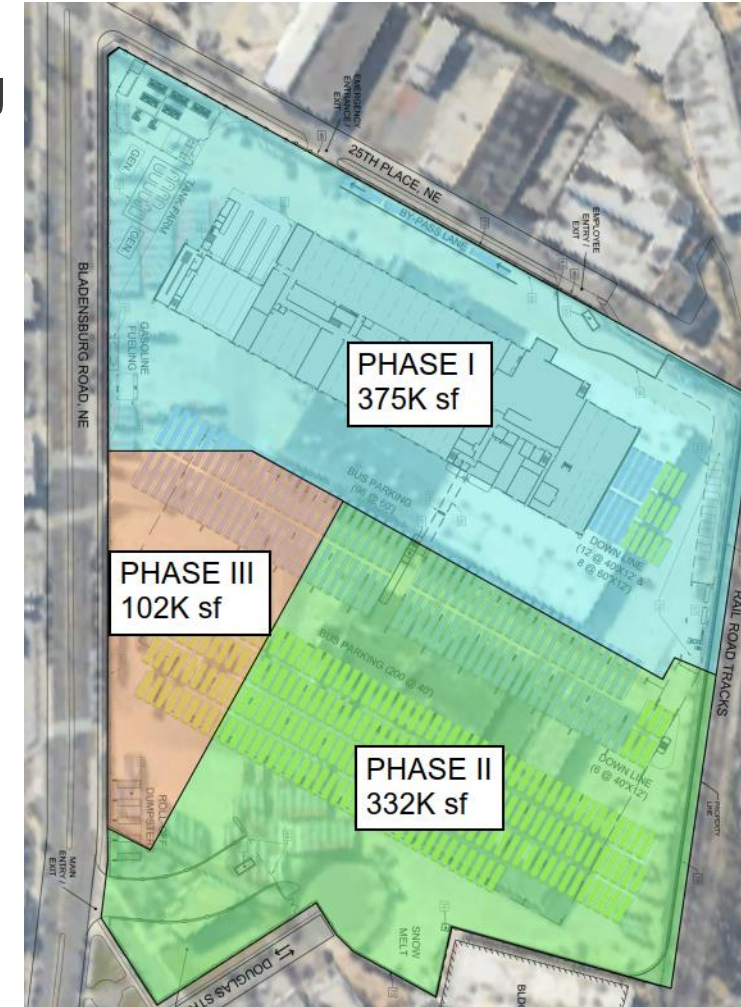 EMERGENCY
ENTRANCE /
EXIT
25TH PLACE, NE
BY-PASS LANE
EMPLOYEE
ENTRY /
EXIT
GEN.
TANK FARM
GEN.
BLADENSBURG ROAD, NE
GASOLINE
FUELING
PHASE I
375K sf
BUS PARKING
DOWN LINE
(12 @ 40'X12' &
8 @ 60'X12')
RAIL ROAD TRACKS
PHASE III
102K sf
BUS PARKING (200 @ 40')
PHASE II
332K sf
DOWN LINE
(6 @ 40'X12')
PROPERTY
LINE
ROLL-OFF
DUMPSTER
MAIN
ENTRY /
EXIT
SNOW
MELT
DOUGLAS ST